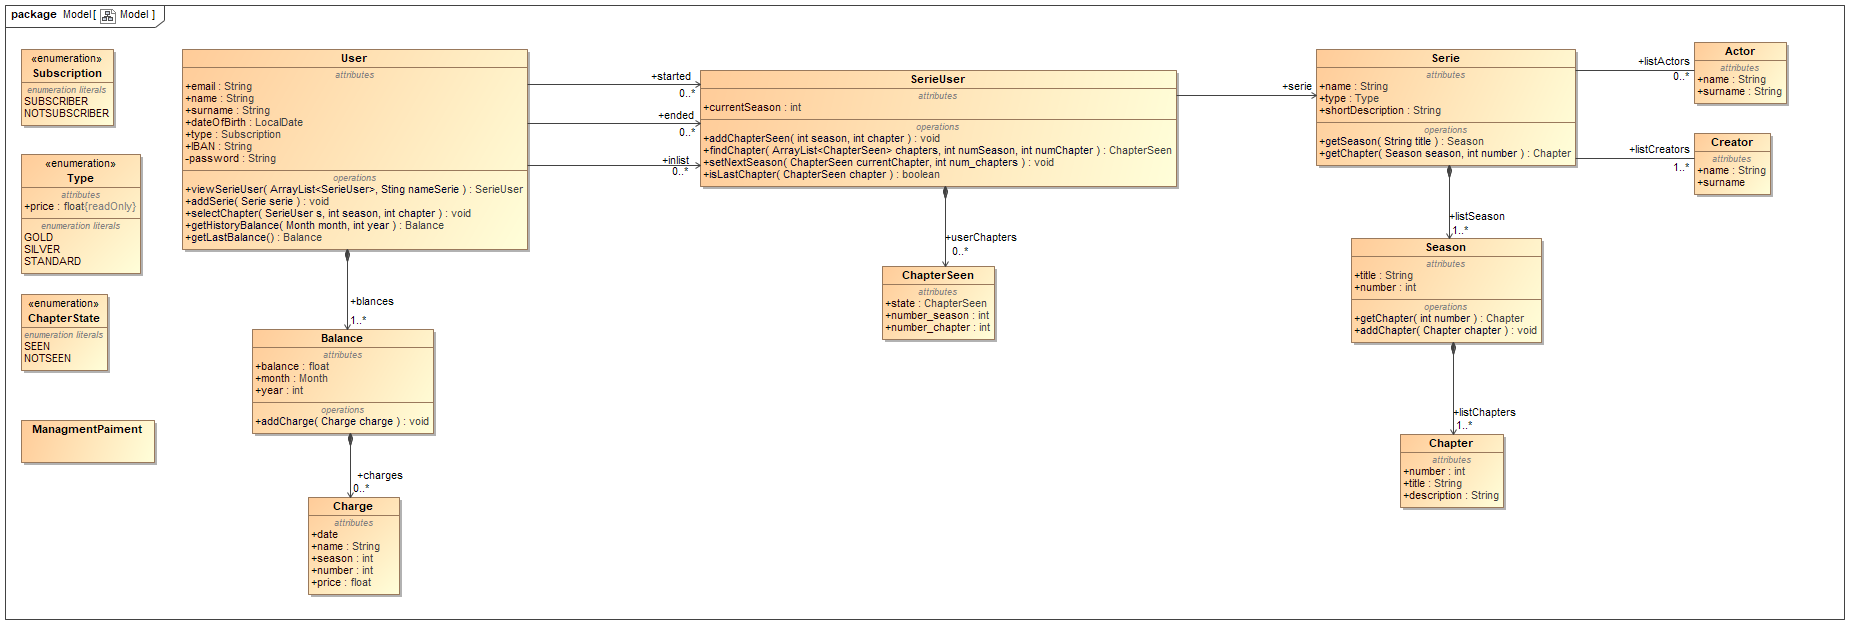 package Model[ Model ]
«enumeration»
Subscription
enumeration literals
SUBSCRIBER
NOTSUBSCRIBER
«enumeration»
Type
attributes
+price : float{readOnly}
enumeration literals
GOLD
SILVER
STANDARD
«enumeration»
ChapterState
enumeration literals
SEEN
NOTSEEN
ManagmentPaiment
User
attributes
+email : String
+name : String
+surname : String
+dateOfBirth : LocalDate
+type : Subscription
+IBAN : String
-password : String
operations
+viewSerieUser( ArrayList<SerieUser>, Sting nameSerie ) : SerieUser
+addSerie( Serie serie ) : void
+selectChapter( SerieUser s, int season, int chapter ) : void
+getHistoryBalance( Month month, int year ) : Balance
+getLastBalance() : Balance
+blances
1..*
Balance
attributes
+balance : float
+month : Month
+year : int
operations
+addCharge( Charge charge ) : void
+charges
0..*
Charge
attributes
+date
+name : String
+season : int
+number : int
+price : float
+started
0..*
+ended
0..*
+inlist
0..*
SerieUser
attributes
+currentSeason : int
operations
+addChapterSeen( int season, int chapter ) : void
+findChapter( ArrayList<ChapterSeen> chapters, int numSeason, int numChapter ) : ChapterSeen
+setNextSeason( ChapterSeen currentChapter, int num_chapters ) : void
+isLastChapter( ChapterSeen chapter ) : boolean
+userChapters
0..*
ChapterSeen
attributes
+state : ChapterSeen
+number_season : int
+number_chapter : int
+serie
Serie
attributes
+name : String
+type : Type
+shortDescription : String
operations
+getSeason( String title ) : Season
+getChapter( Season season, int number ) : Chapter
+listSeason
1..*
Season
attributes
+title : String
+number : int
operations
+getChapter( int number ) : Chapter
+addChapter( Chapter chapter ) : void
+listChapters
1..*
Chapter
attributes
+number : int
+title : String
+description : String
+listActors
0..*
Actor
attributes
+name : String
+surname : String
+listCreators
1..*
Creator
attributes
+name : String
+surname